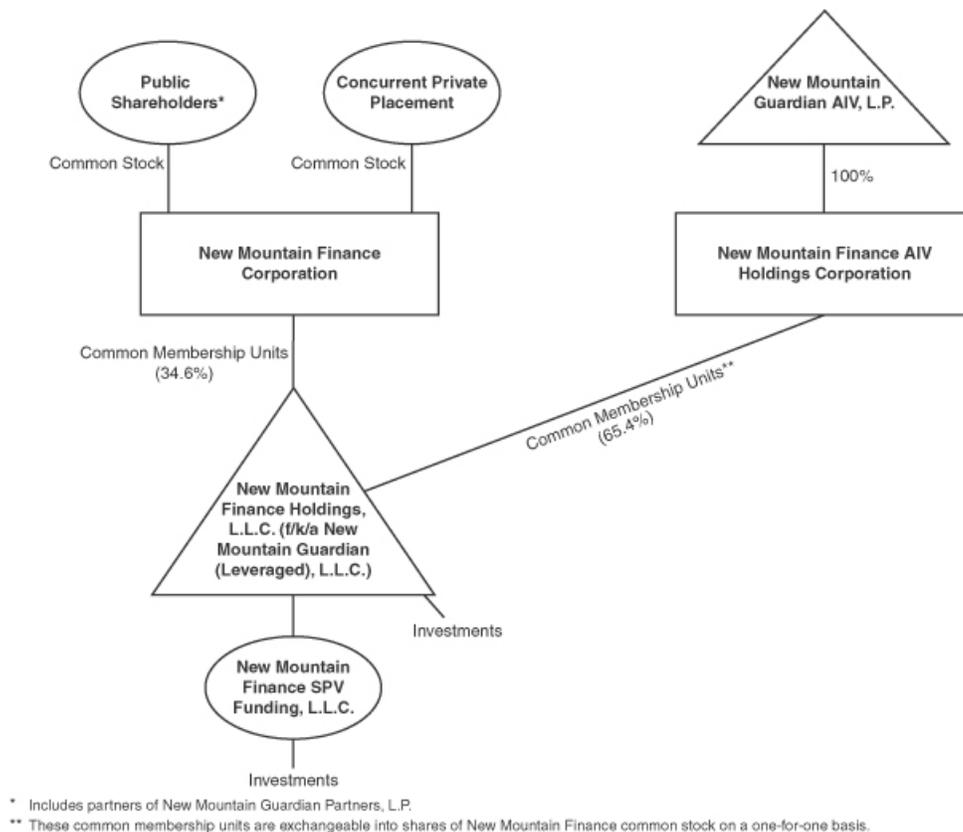 Public
Shareholders*
Concurrent Private
Placement
New Mountain
Guardian AIV, L.P.
Common Stock
Common Stock
100%
New Mountain Finance
Corporation
New Mountain Finance AIV
Holdings Corporation
Common Membership Units
(34.6%)
Common Membership Units**
(65.4%)
New Mountain
Finance Holdings,
L.L.C. (f/k/a New
Mountain Guardian
(Leveraged), L.L.C.)
Investments
New Mountain
Finance SPV
Funding, L.L.C.
Investments
* Includes partners of New Mountain Guardian Partners, L.P.
** These common membership units are exchangeable into shares of New Mountain Finance common stock on a one-for-one basis.